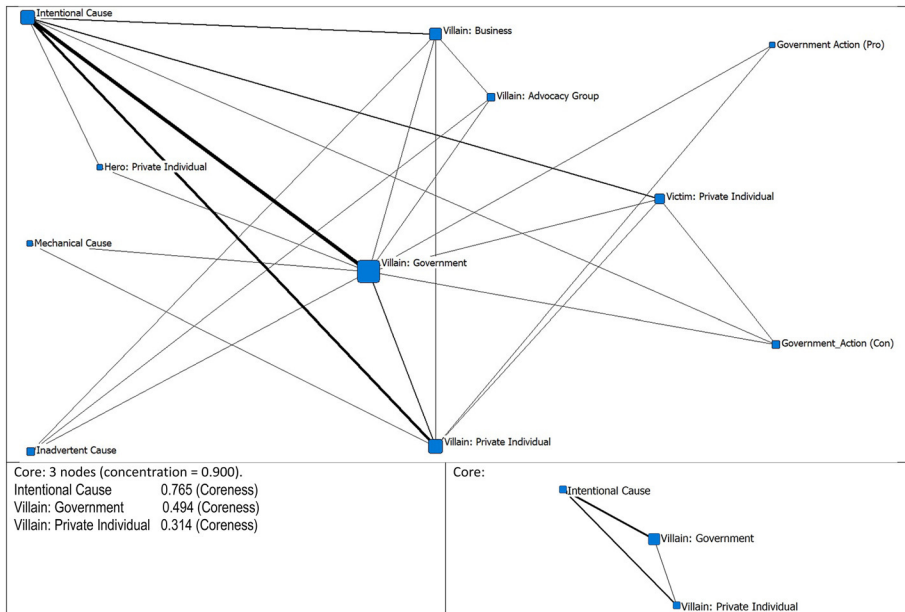 Intentional Cause
Villain: Business
Government Action (Pro)
Villain: Advocacy Group
Hero: Private Individual
Victim: Private Individual
Mechanical Cause
Villain: Government
Government_Action (Con)
Villain: Private Individual
Inadvertent Cause
Core: 3 nodes (concentration = 0.900).
Intentional Cause 0.765 (Coreness)
Villain: Government 0.494 (Coreness)
Villain: Private Individual 0.314 (Coreness)
Core:
Intentional Cause
Villain: Government
Villain: Private Individual